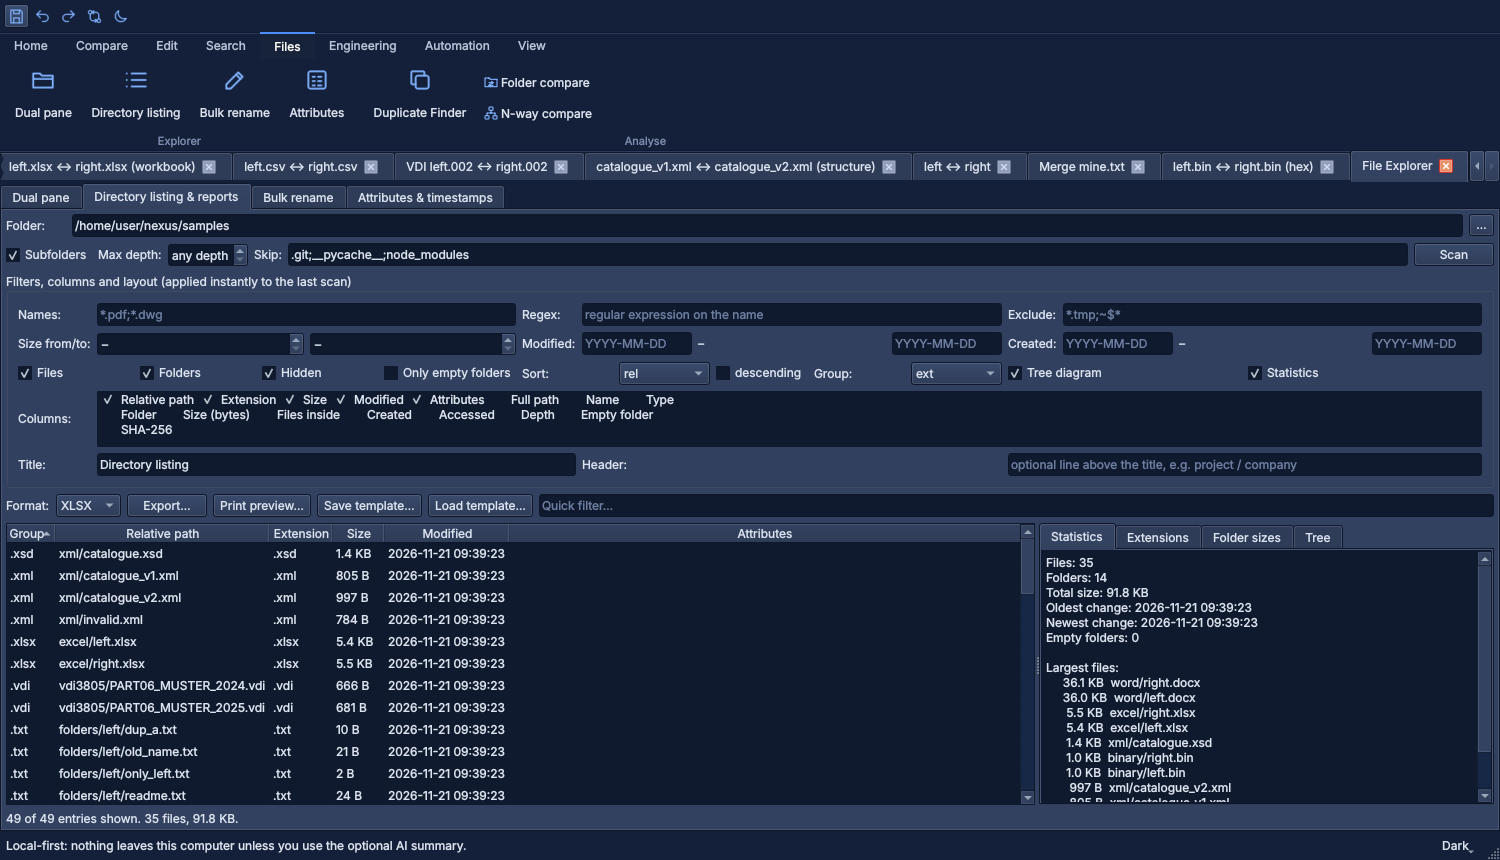 Home Compare Edit Search Files Engineering Automation View
Dual pane Directory listing Bulk rename Attributes Duplicate Finder
Folder compare
N-way compare
Explorer Analyse
left.xlsx ↔ right.xlsx (workbook) left.csv ↔ right.csv VDI left.002 ↔ right.002 catalogue_v1.xml ↔ catalogue_v2.xml (structure) left ↔ right Merge mine.txt left.bin ↔ right.bin (hex) File Explorer
Dual pane Directory listing & reports Bulk rename Attributes & timestamps
Folder: /home/user/nexus/samples ...
Subfolders Max depth: any depth Skip: .git;__pycache__;node_modules Scan
Filters, columns and layout (applied instantly to the last scan)
Names: *.pdf;*.dwg Regex: regular expression on the name Exclude: *.tmp;~$*
Size from/to: – – Modified: YYYY-MM-DD – YYYY-MM-DD Created: YYYY-MM-DD – YYYY-MM-DD
Files Folders Hidden Only empty folders Sort: rel descending Group: ext Tree diagram Statistics
Columns: Relative path Extension Size Modified Attributes Full path Name Type
Folder Size (bytes) Files inside Created Accessed Depth Empty folder
SHA-256
Title: Directory listing Header: optional line above the title, e.g. project / company
Format: XLSX Export... Print preview... Save template... Load template... Quick filter...
Group Relative path Extension Size Modified Attributes
.xsd xml/catalogue.xsd .xsd 1.4 KB 2026-11-21 09:39:23
.xml xml/catalogue_v1.xml .xml 805 B 2026-11-21 09:39:23
.xml xml/catalogue_v2.xml .xml 997 B 2026-11-21 09:39:23
.xml xml/invalid.xml .xml 784 B 2026-11-21 09:39:23
.xlsx excel/left.xlsx .xlsx 5.4 KB 2026-11-21 09:39:23
.xlsx excel/right.xlsx .xlsx 5.5 KB 2026-11-21 09:39:23
.vdi vdi3805/PART06_MUSTER_2024.vdi .vdi 666 B 2026-11-21 09:39:23
.vdi vdi3805/PART06_MUSTER_2025.vdi .vdi 681 B 2026-11-21 09:39:23
.txt folders/left/dup_a.txt .txt 10 B 2026-11-21 09:39:23
.txt folders/left/old_name.txt .txt 21 B 2026-11-21 09:39:23
.txt folders/left/only_left.txt .txt 2 B 2026-11-21 09:39:23
.txt folders/left/readme.txt .txt 24 B 2026-11-21 09:39:23
Statistics Extensions Folder sizes Tree
Files: 35
Folders: 14
Total size: 91.8 KB
Oldest change: 2026-11-21 09:39:23
Newest change: 2026-11-21 09:39:23
Empty folders: 0
Largest files:
36.1 KB word/right.docx
36.0 KB word/left.docx
5.5 KB excel/right.xlsx
5.4 KB excel/left.xlsx
1.4 KB xml/catalogue.xsd
1.0 KB binary/right.bin
1.0 KB binary/left.bin
997 B xml/catalogue_v2.xml
805 B xml/catalogue_v1.xml
49 of 49 entries shown. 35 files, 91.8 KB.
Local-first: nothing leaves this computer unless you use the optional AI summary. Dark